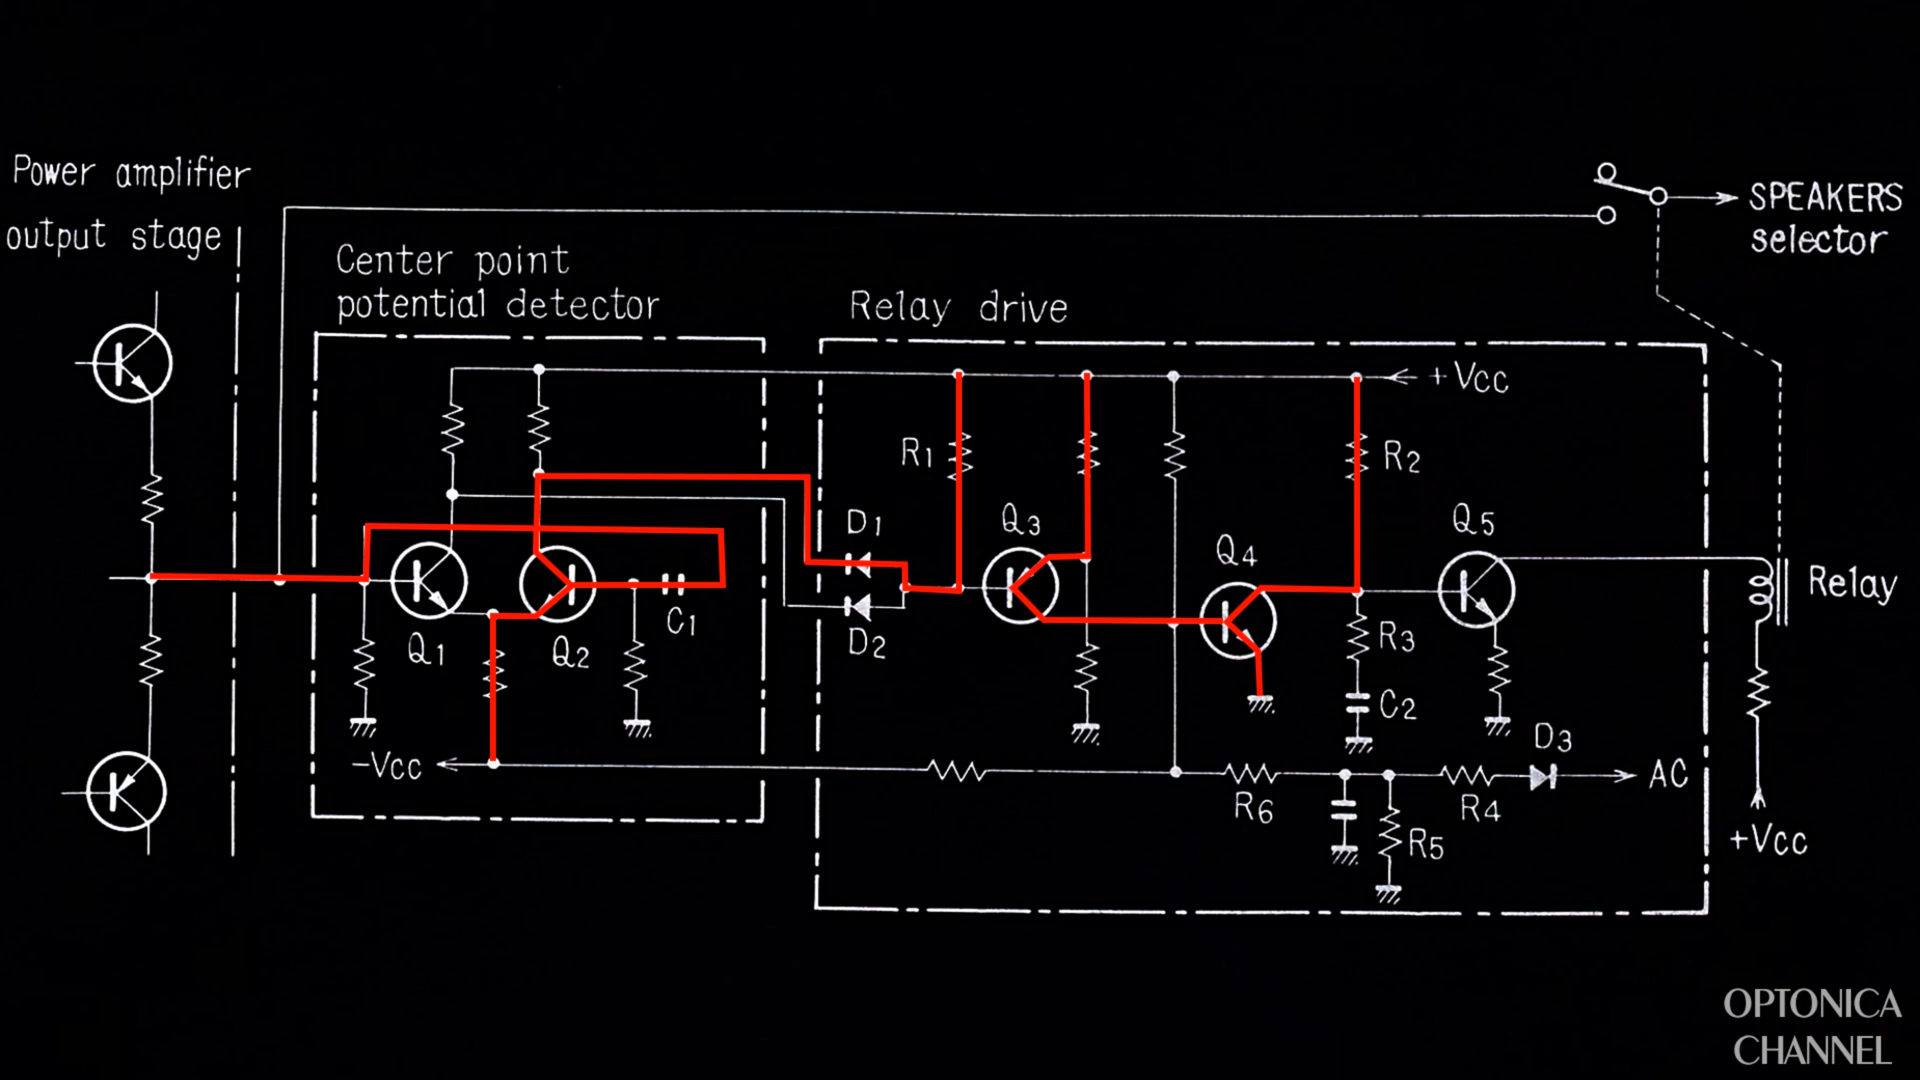 Power amplifier
output stage
SPEAKERS
selector
Center point
potential detector
Relay drive
+Vcc
R1
R2
D1
Q3
Q4
Q5
Relay
Q1
Q2
C1
D2
R3
C2
-Vcc
D3
AC
R6
R4
R5
+Vcc
OPTONICA
CHANNEL